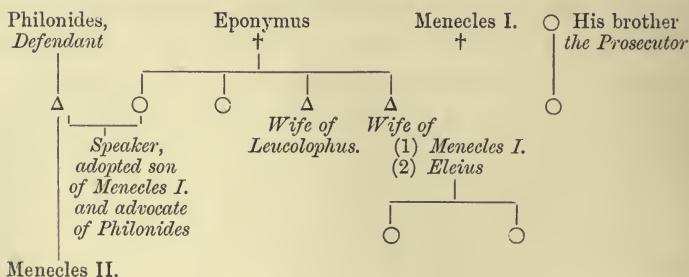 Philonides, Eponymus Menecles I. His brother
Defendant † † the Prosecutor
Wife of Wife of
Speaker, Leucolophus. (1) Menecles I.
adopted son (2) Eleius
of Menecles I.
and advocate
of Philonides
Menecles II.